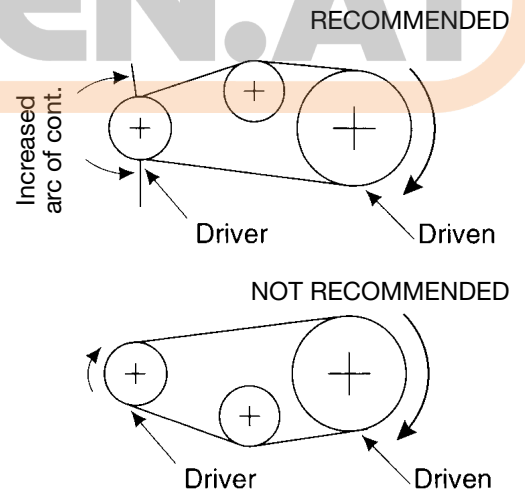 RECOMMENDED
Increased
arc of cont.
Driver
Driven
NOT RECOMMENDED
Driver
Driven